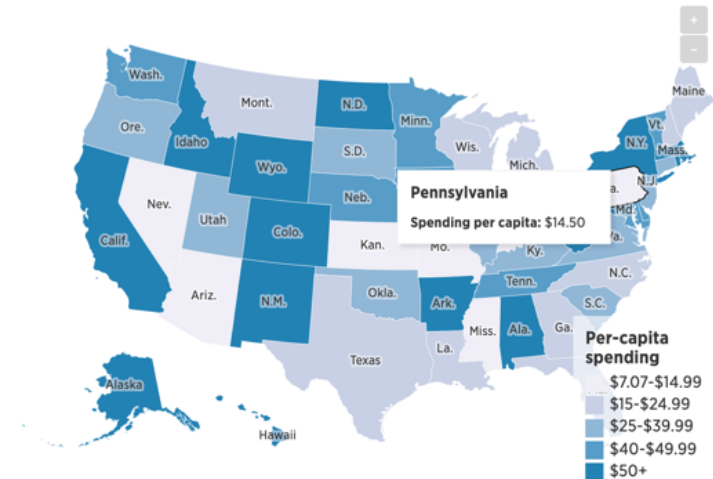 +
−
Maine
Wash.
Mont.
N.D.
Minn.
Vt.
Ore.
Idaho
S.D.
Wis.
Mich.
N.Y.
Mass.
Wyo.
Neb.
Pennsylvania
Spending per capita: $14.50
a.
N.J.
Nev.
Utah
Colo.
Kan.
Mo.
Ky.
Va.
Md.
Calif.
Ariz.
N.M.
Okla.
Ark.
Tenn.
N.C.
S.C.
Texas
La.
Miss.
Ala.
Ga.
Alaska
Hawaii
Per-capita
spending
$7.07-$14.99
$15-$24.99
$25-$39.99
$40-$49.99
$50+